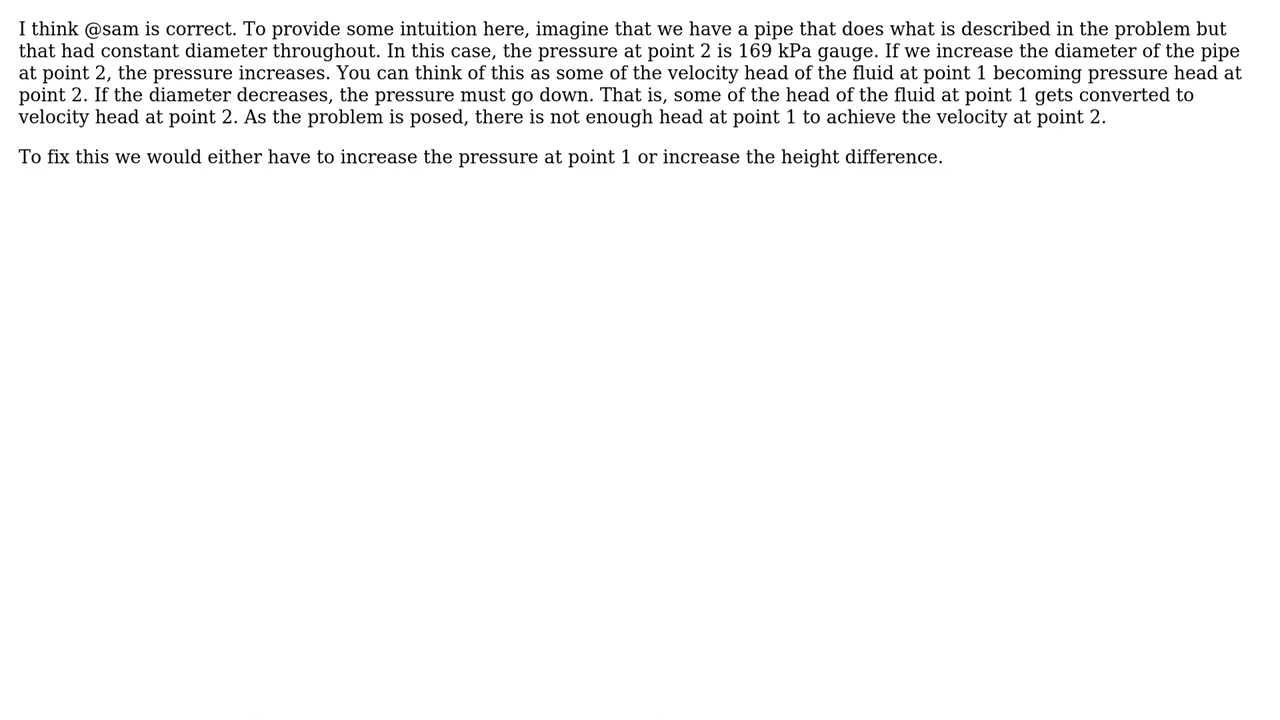 I think @sam is correct. To provide some intuition here, imagine that we have a pipe that does what is described in the problem but
that had constant diameter throughout. In this case, the pressure at point 2 is 169 kPa gauge. If we increase the diameter of the pipe
at point 2, the pressure increases. You can think of this as some of the velocity head of the fluid at point 1 becoming pressure head at
point 2. If the diameter decreases, the pressure must go down. That is, some of the head of the fluid at point 1 gets converted to
velocity head at point 2. As the problem is posed, there is not enough head at point 1 to achieve the velocity at point 2.
To fix this we would either have to increase the pressure at point 1 or increase the height difference.